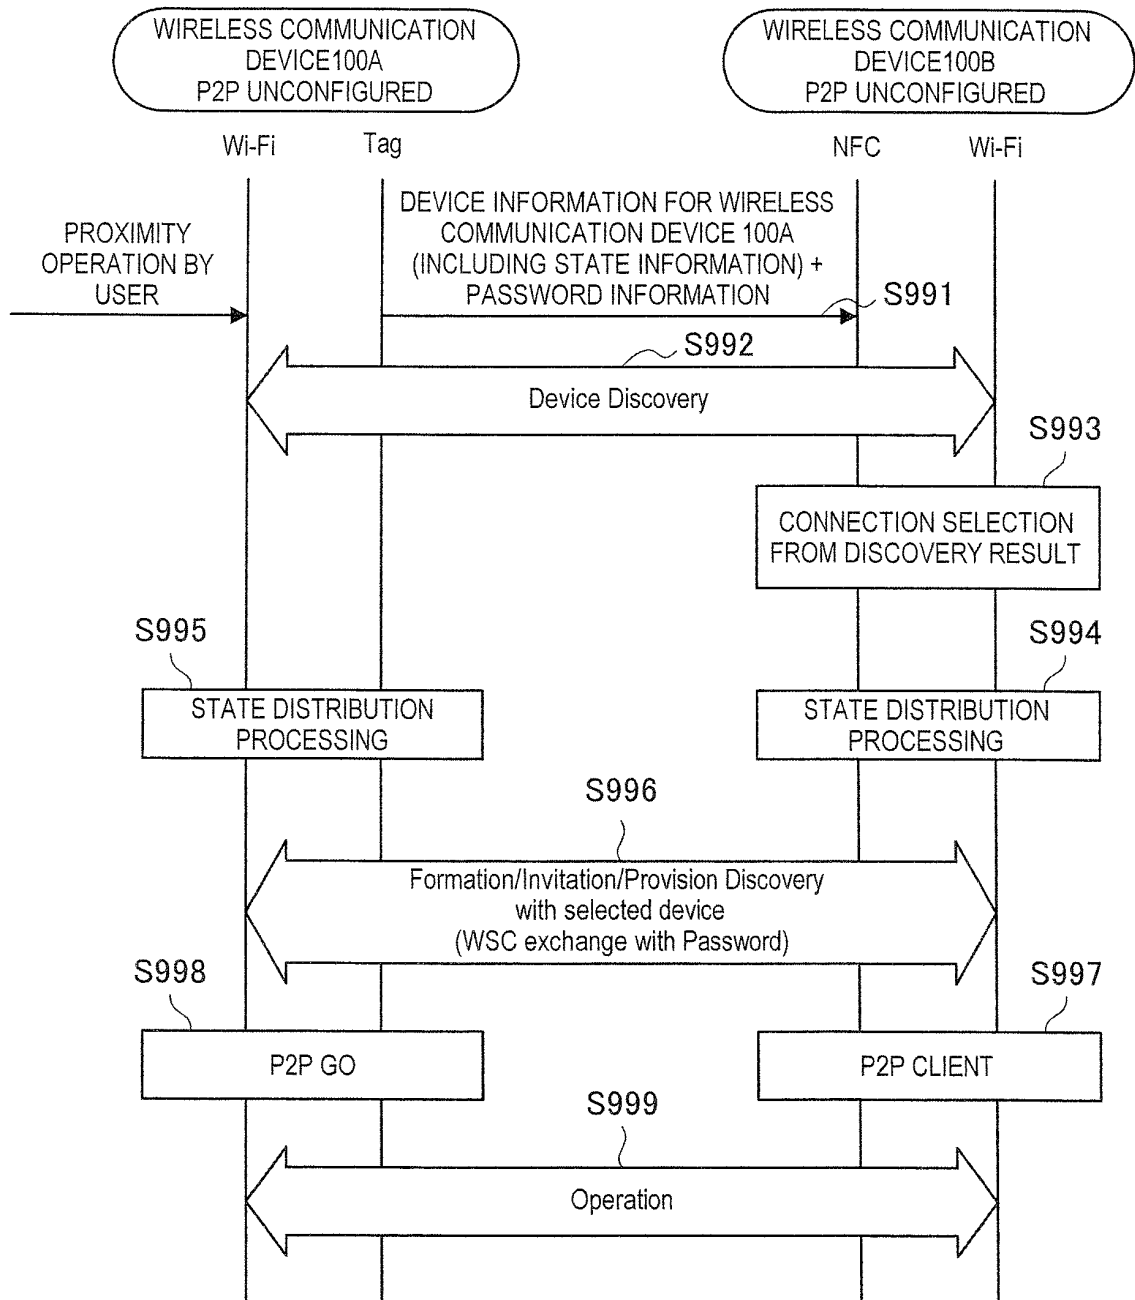 WIRELESS COMMUNICATION
DEVICE100A
P2P UNCONFIGURED
WIRELESS COMMUNICATION
DEVICE100B
P2P UNCONFIGURED
Wi-Fi
Tag
NFC
Wi-Fi
PROXIMITY
OPERATION BY
USER
DEVICE INFORMATION FOR WIRELESS
COMMUNICATION DEVICE 100A
(INCLUDING STATE INFORMATION) +
PASSWORD INFORMATION
S991
S992
Device Discovery
S993
CONNECTION SELECTION
FROM DISCOVERY RESULT
S995
STATE DISTRIBUTION
PROCESSING
S994
STATE DISTRIBUTION
PROCESSING
S996
Formation/Invitation/Provision Discovery
with selected device
(WSC exchange with Password)
S998
P2P GO
S997
P2P CLIENT
S999
Operation